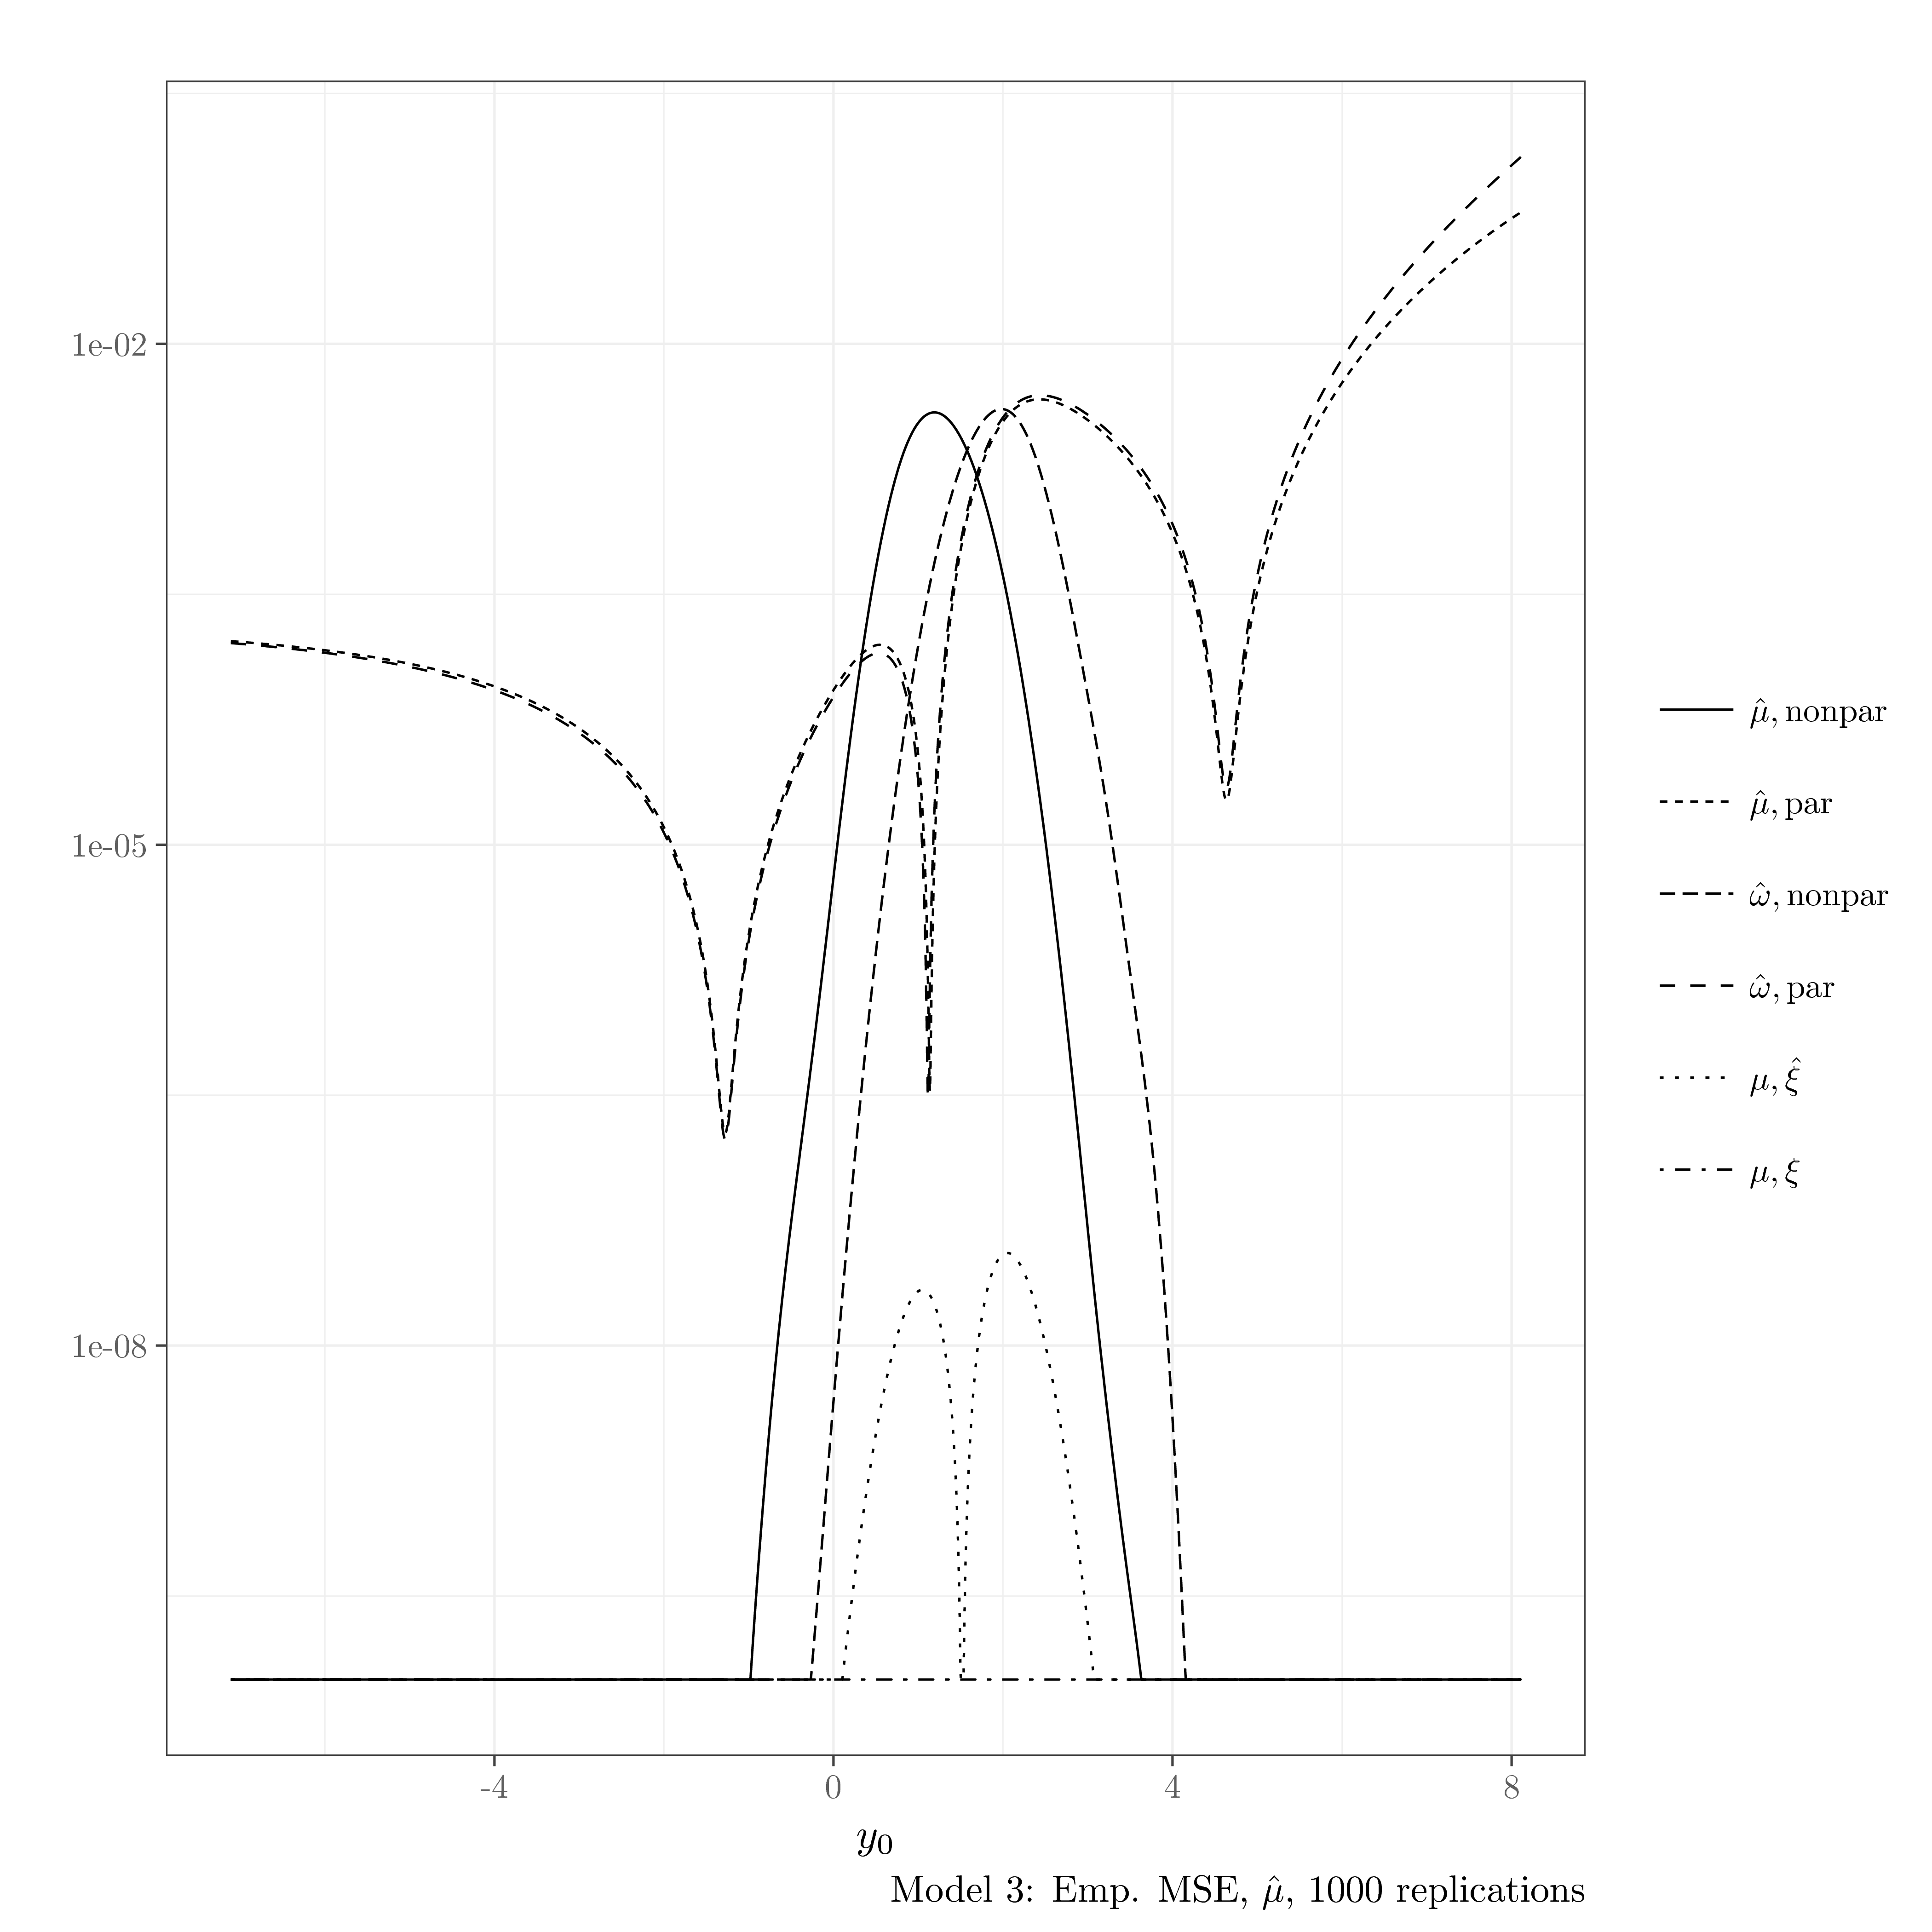 1e-02
1e-05
1e-08
-4 0 4 8
y₀
μ̂, nonpar
μ̂, par
ω̂, nonpar
ω̂, par
μ, ξ̂
μ, ξ
Model 3: Emp. MSE, μ̂, 1000 replications